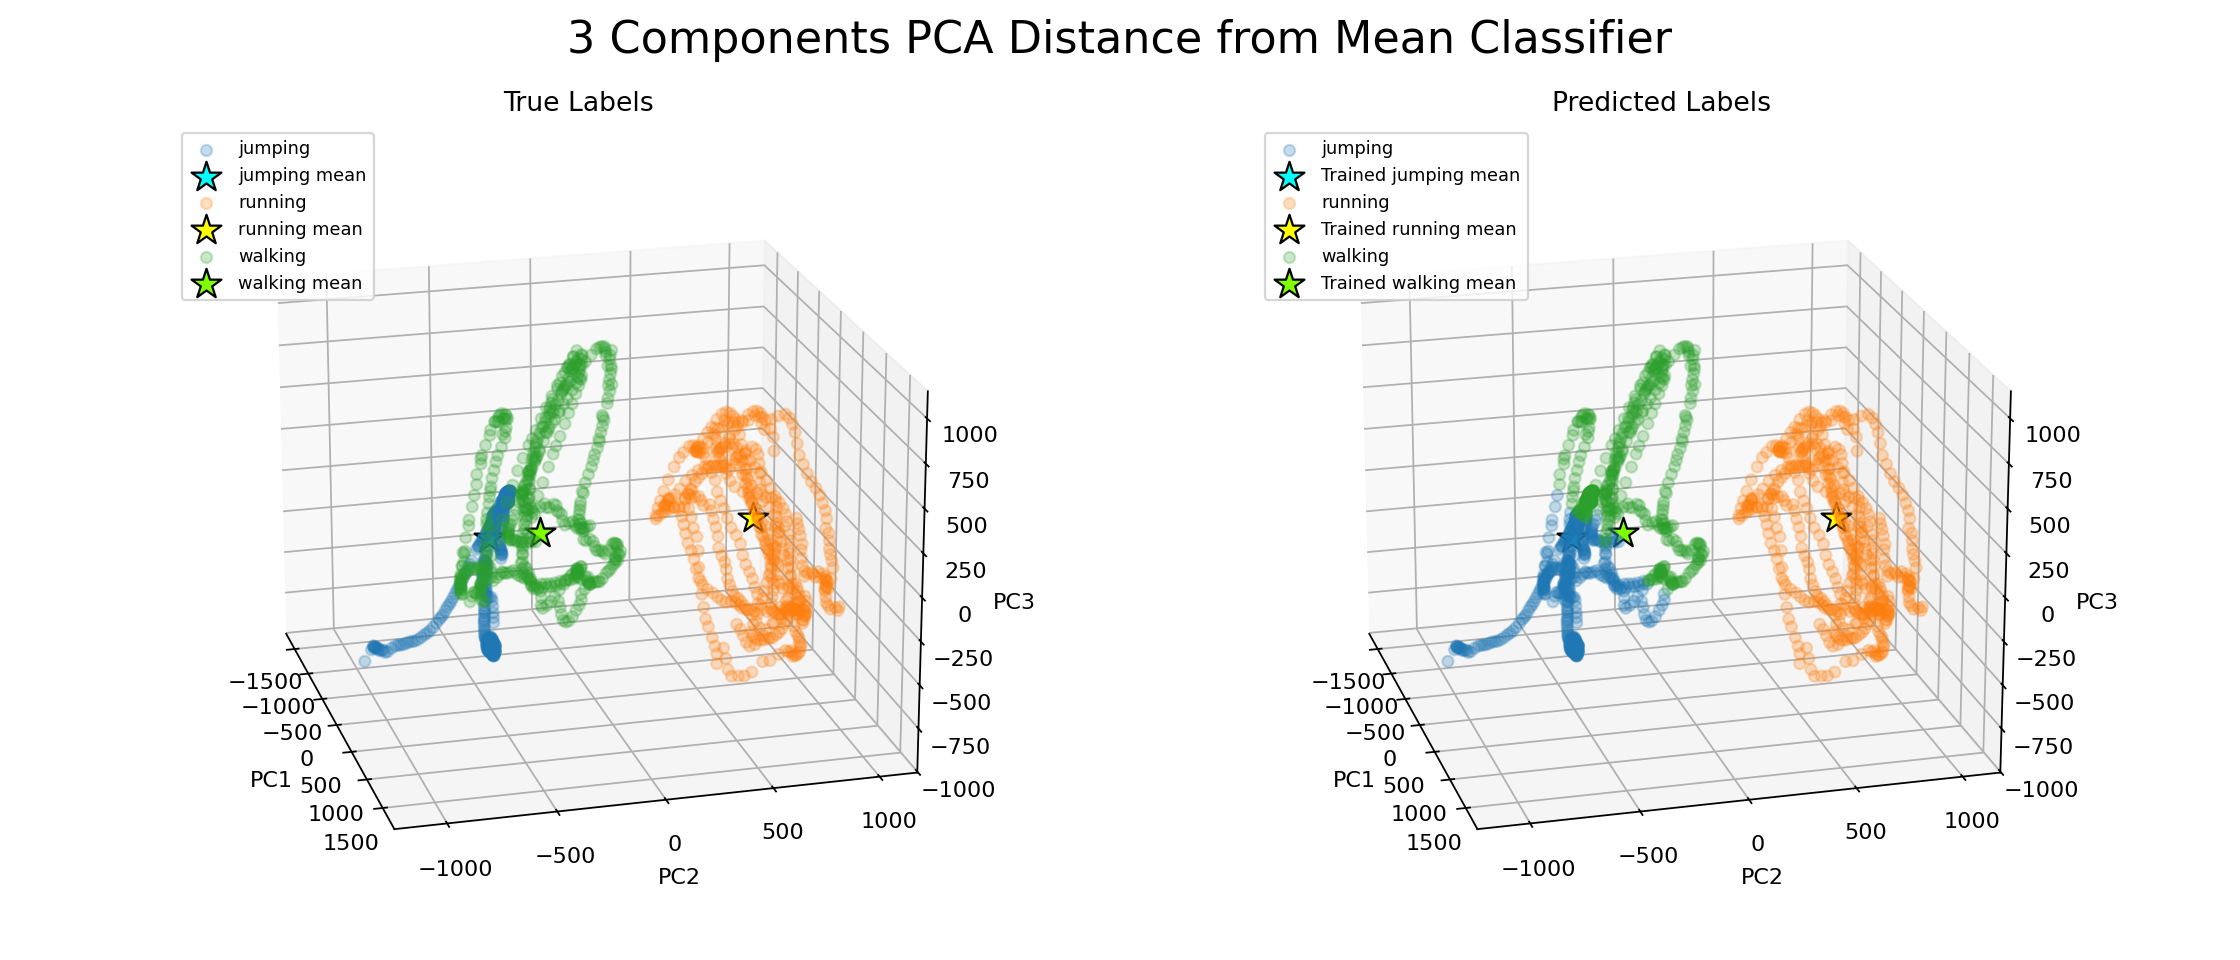 3 Components PCA Distance from Mean Classifier
True Labels
jumping
jumping mean
running
running mean
walking
walking mean
1000
750
500
250
0
−250
−500
−750
−1000
PC3
−1500
−1000
−500
0
500
1000
1500
PC1
−1000
−500
0
500
1000
PC2
Predicted Labels
jumping
Trained jumping mean
running
Trained running mean
walking
Trained walking mean
1000
750
500
250
0
−250
−500
−750
−1000
PC3
−1500
−1000
−500
0
500
1000
1500
PC1
−1000
−500
0
500
1000
PC2